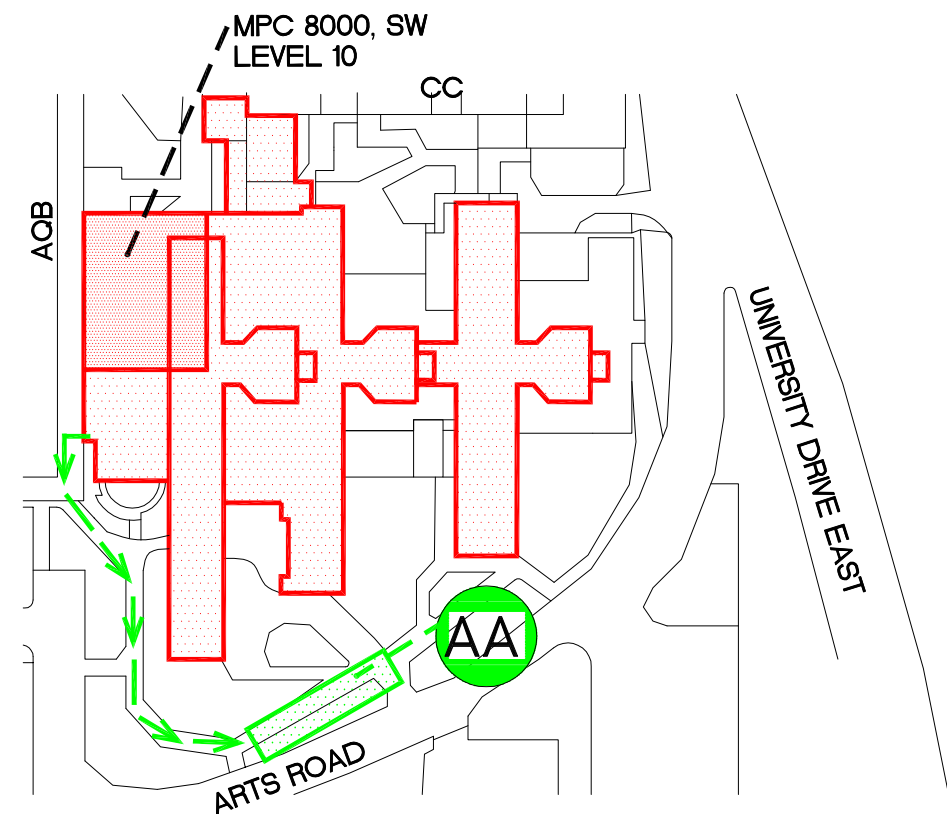 MPC 8000, SW
LEVEL 10
CC
AQB
UNIVERSITY DRIVE EAST
AA
ARTS ROAD